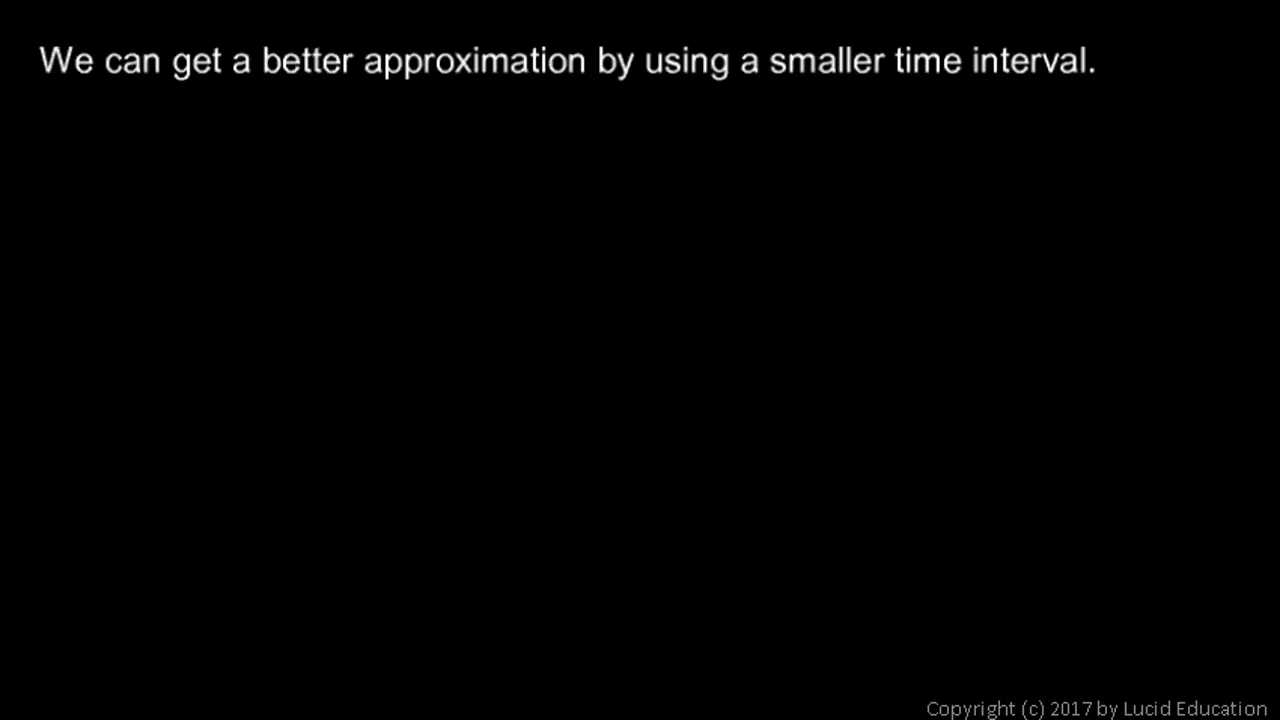 We can get a better approximation by using a smaller time interval.
Copyright (c) 2017 by Lucid Education